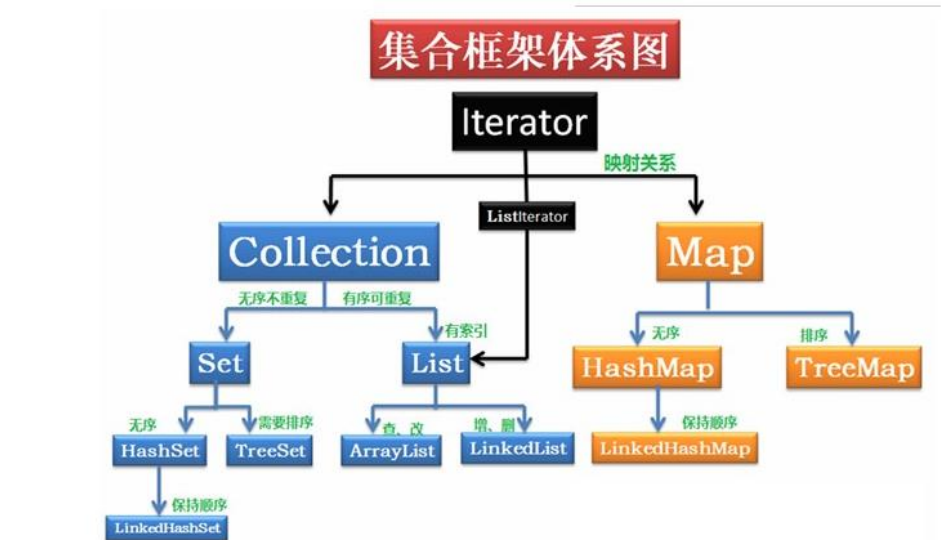 集合框架体系图
Iterator
映射关系
ListIterator
Collection
Map
无序不重复
有序可重复
有索引
无序
排序
Set
List
HashMap
TreeMap
无序
需要排序
查、改
增、删
保持顺序
HashSet
TreeSet
ArrayList
LinkedList
LinkedHashMap
保持顺序
LinkedHashSet